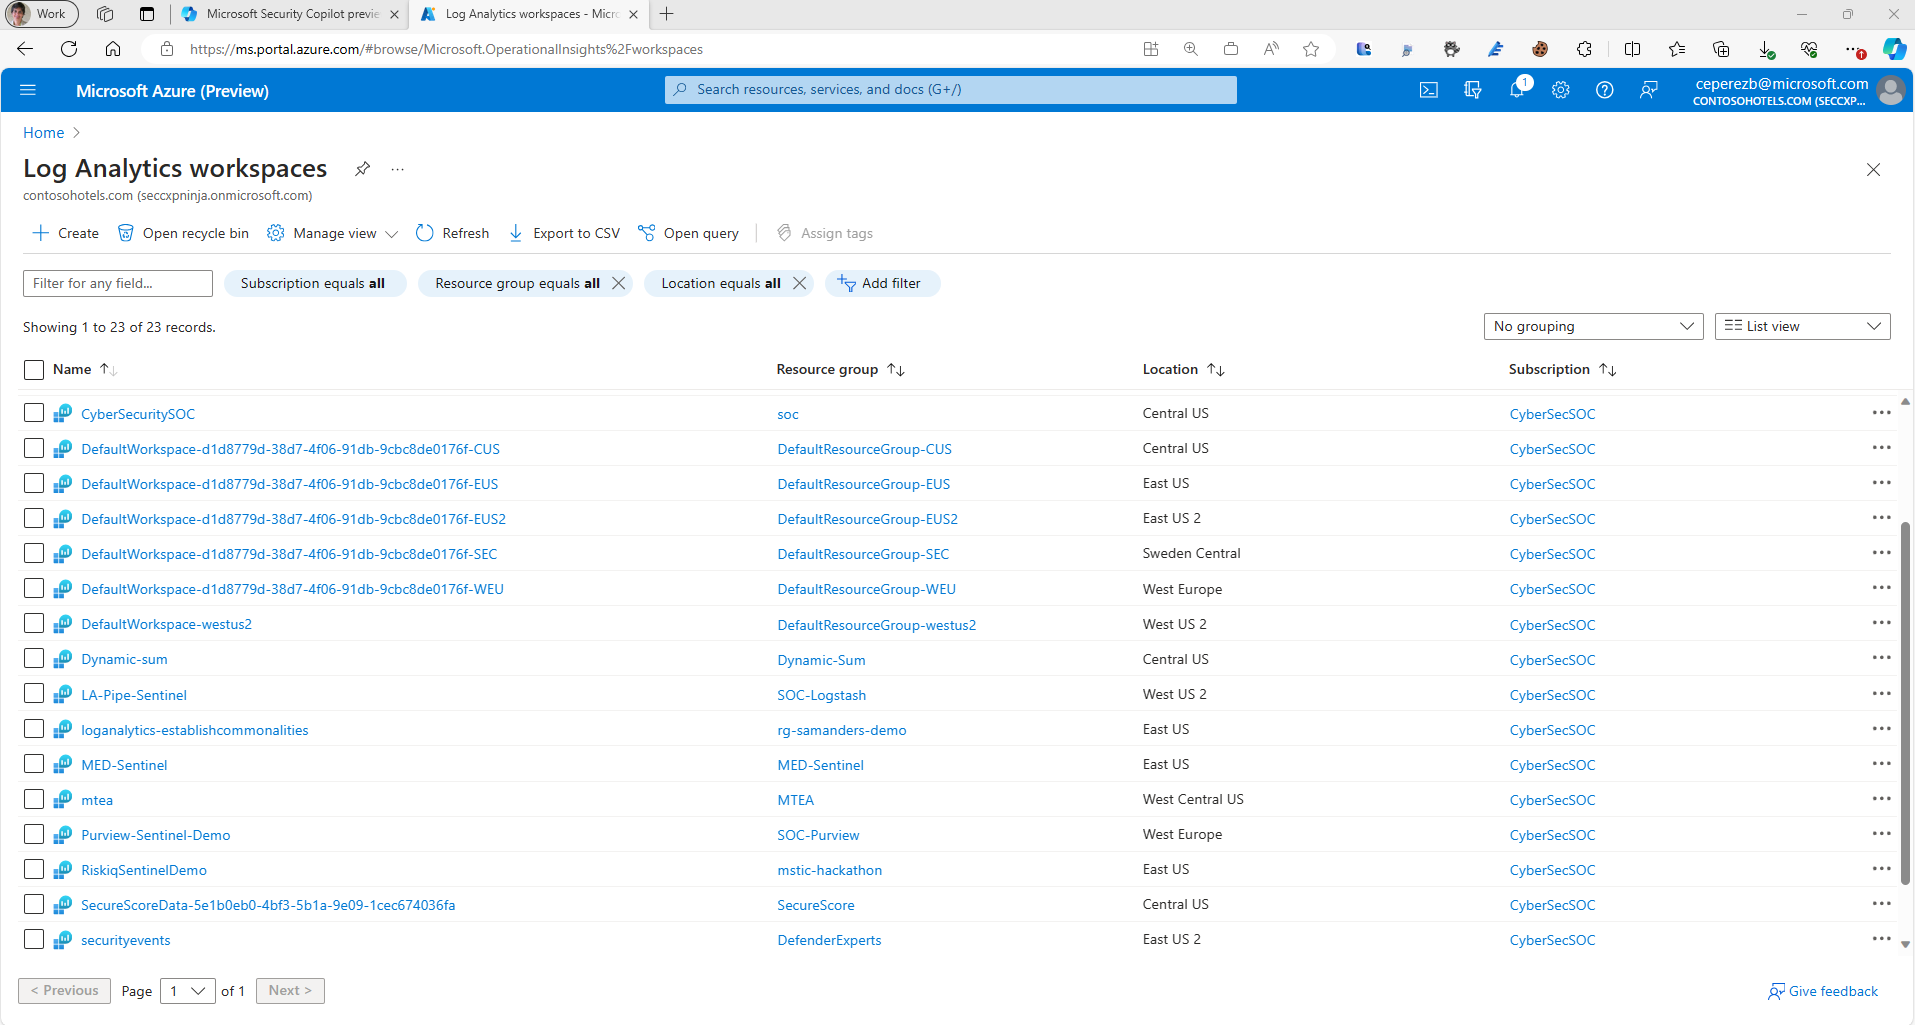 Work
Microsoft Security Copilot previe
Log Analytics workspaces - Micro
https://ms.portal.azure.com/#browse/Microsoft.OperationalInsights%2Fworkspaces
Microsoft Azure (Preview)
Search resources, services, and docs (G+/)
1
ceperezb@microsoft.com
CONTOSOHOTELS.COM (SECCXP...
Home
Log Analytics workspaces
contosohotels.com (seccxpninja.onmicrosoft.com)
Create Open recycle bin Manage view Refresh Export to CSV Open query Assign tags
Filter for any field... Subscription equals all Resource group equals all Location equals all Add filter
Showing 1 to 23 of 23 records.
No grouping List view
Name Resource group Location Subscription
CyberSecuritySOC soc Central US CyberSecSOC
DefaultWorkspace-d1d8779d-38d7-4f06-91db-9cbc8de0176f-CUS DefaultResourceGroup-CUS Central US CyberSecSOC
DefaultWorkspace-d1d8779d-38d7-4f06-91db-9cbc8de0176f-EUS DefaultResourceGroup-EUS East US CyberSecSOC
DefaultWorkspace-d1d8779d-38d7-4f06-91db-9cbc8de0176f-EUS2 DefaultResourceGroup-EUS2 East US 2 CyberSecSOC
DefaultWorkspace-d1d8779d-38d7-4f06-91db-9cbc8de0176f-SEC DefaultResourceGroup-SEC Sweden Central CyberSecSOC
DefaultWorkspace-d1d8779d-38d7-4f06-91db-9cbc8de0176f-WEU DefaultResourceGroup-WEU West Europe CyberSecSOC
DefaultWorkspace-westus2 DefaultResourceGroup-westus2 West US 2 CyberSecSOC
Dynamic-sum Dynamic-Sum Central US CyberSecSOC
LA-Pipe-Sentinel SOC-Logstash West US 2 CyberSecSOC
loganalytics-establishcommonalities rg-samanders-demo East US CyberSecSOC
MED-Sentinel MED-Sentinel East US CyberSecSOC
mtea MTEA West Central US CyberSecSOC
Purview-Sentinel-Demo SOC-Purview West Europe CyberSecSOC
RiskiqSentinelDemo mstic-hackathon East US CyberSecSOC
SecureScoreData-5e1b0eb0-4bf3-5b1a-9e09-1cec674036fa SecureScore Central US CyberSecSOC
securityevents DefenderExperts East US 2 CyberSecSOC
< Previous Page 1 of 1 Next >
Give feedback